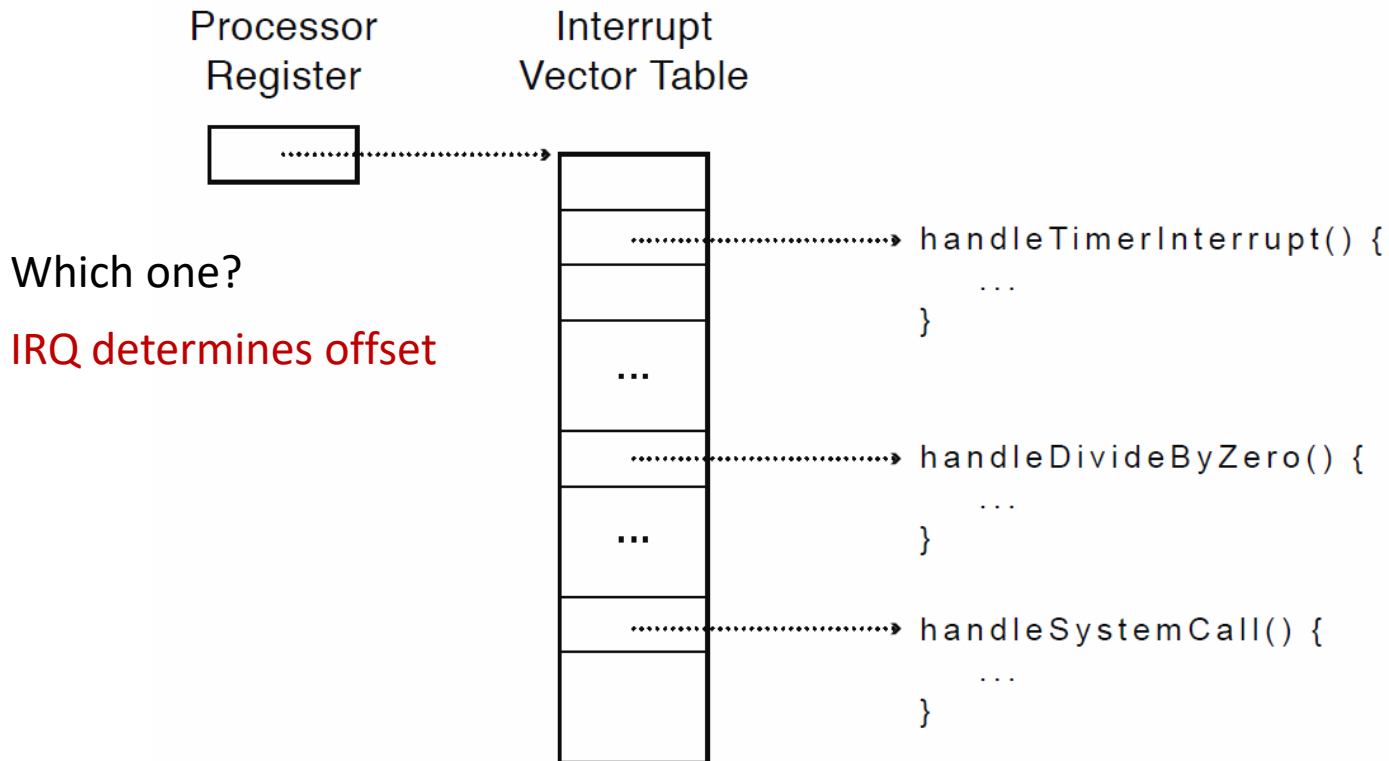 Processor
Register
Interrupt
Vector Table
Which one?
IRQ determines offset
handleTimerInterrupt() {
...
}
...
handleDivideByZero() {
...
}
...
handleSystemCall() {
...
}